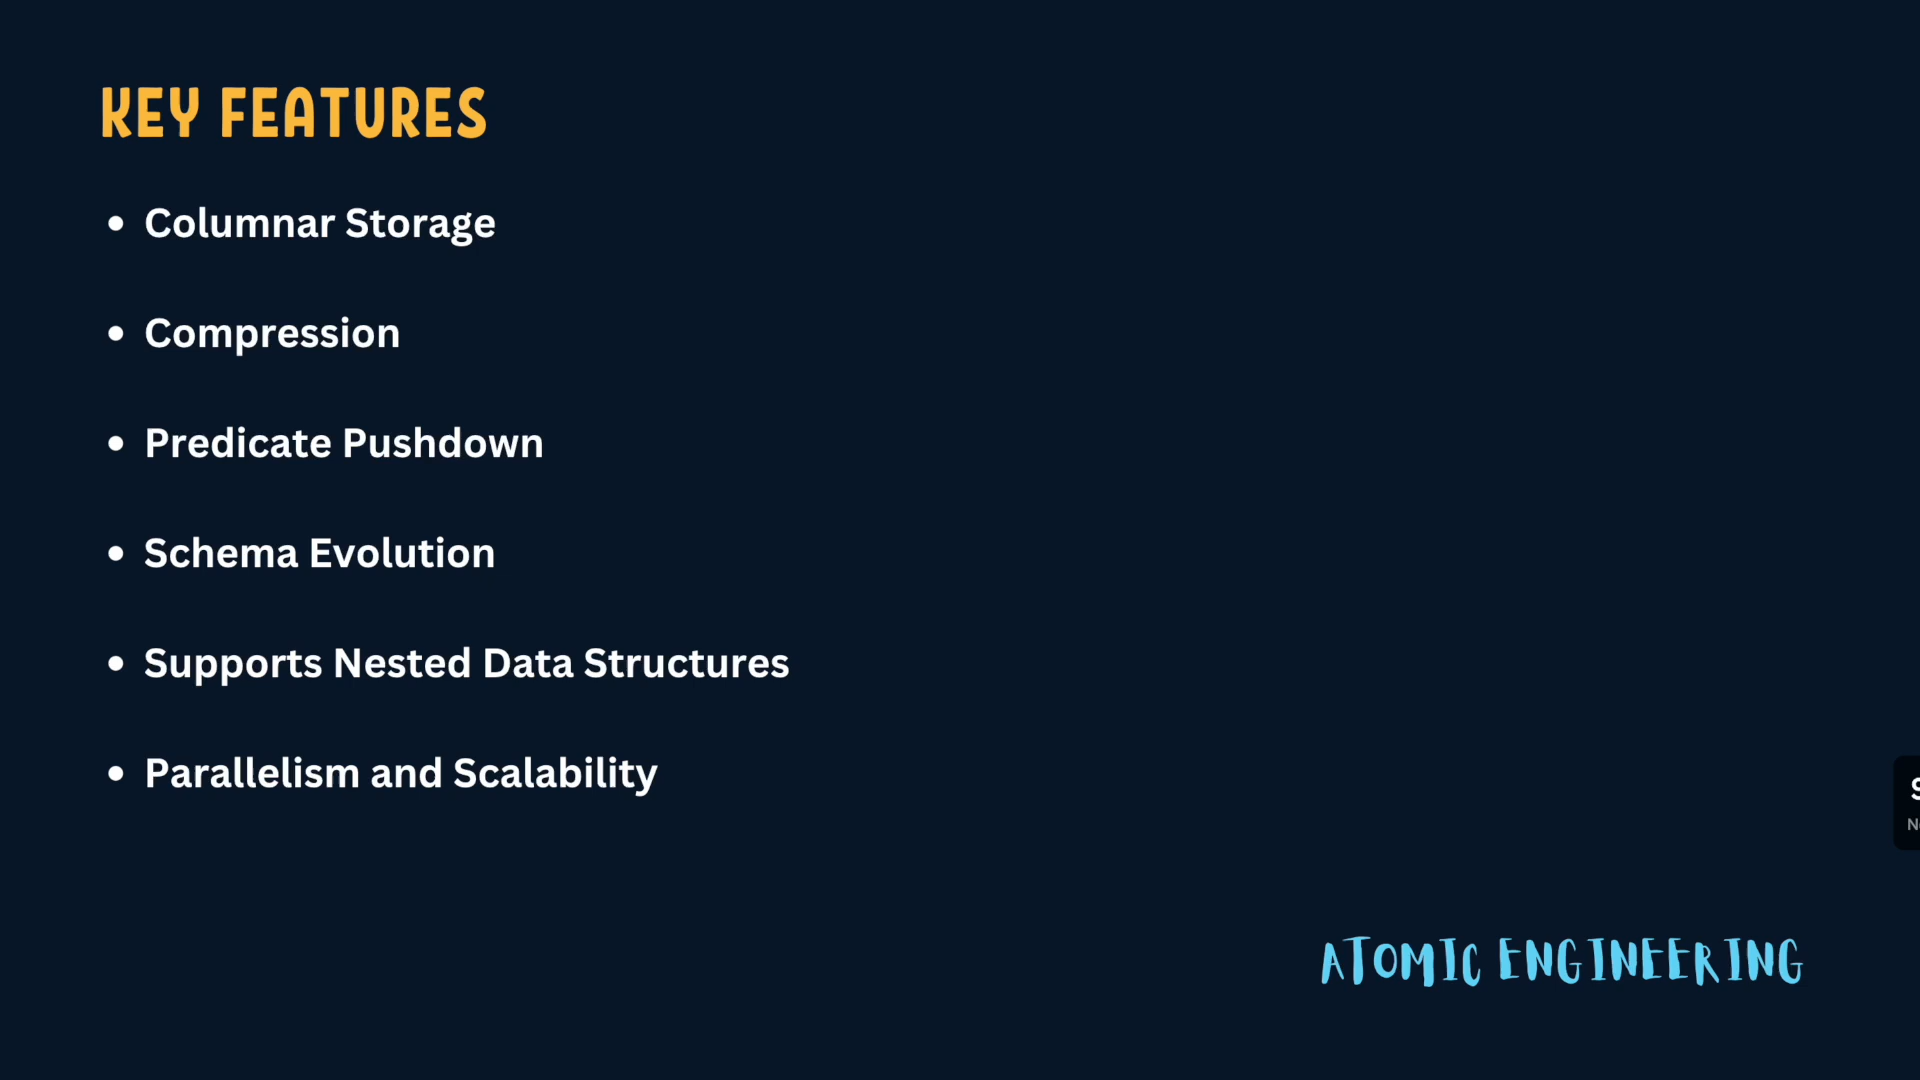 KEY FEATURES
• Columnar Storage
• Compression
• Predicate Pushdown
• Schema Evolution
• Supports Nested Data Structures
• Parallelism and Scalability
ATOMIC ENGINEERING